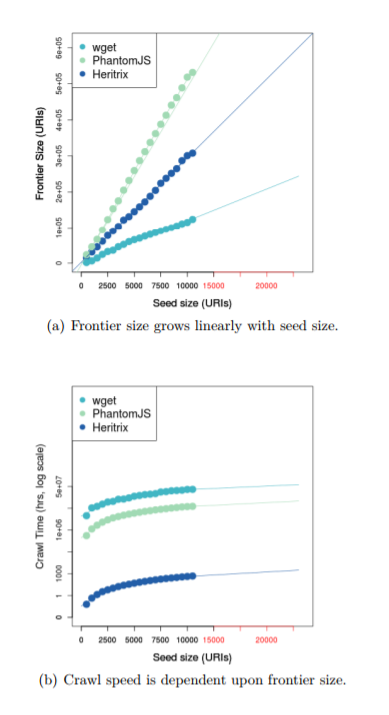 wget
PhantomJS
Heritrix
Frontier Size (URIs)
0 1e+05 2e+05 3e+05 4e+05 5e+05 6e+05
0 2500 5000 7500 10000 15000 20000
Seed size (URIs)
(a) Frontier size grows linearly with seed size.
wget
PhantomJS
Heritrix
Crawl Time (hrs, log scale)
0 1 1000 1e+06 5e+07
0 2500 5000 7500 10000 15000 20000
Seed size (URIs)
(b) Crawl speed is dependent upon frontier size.